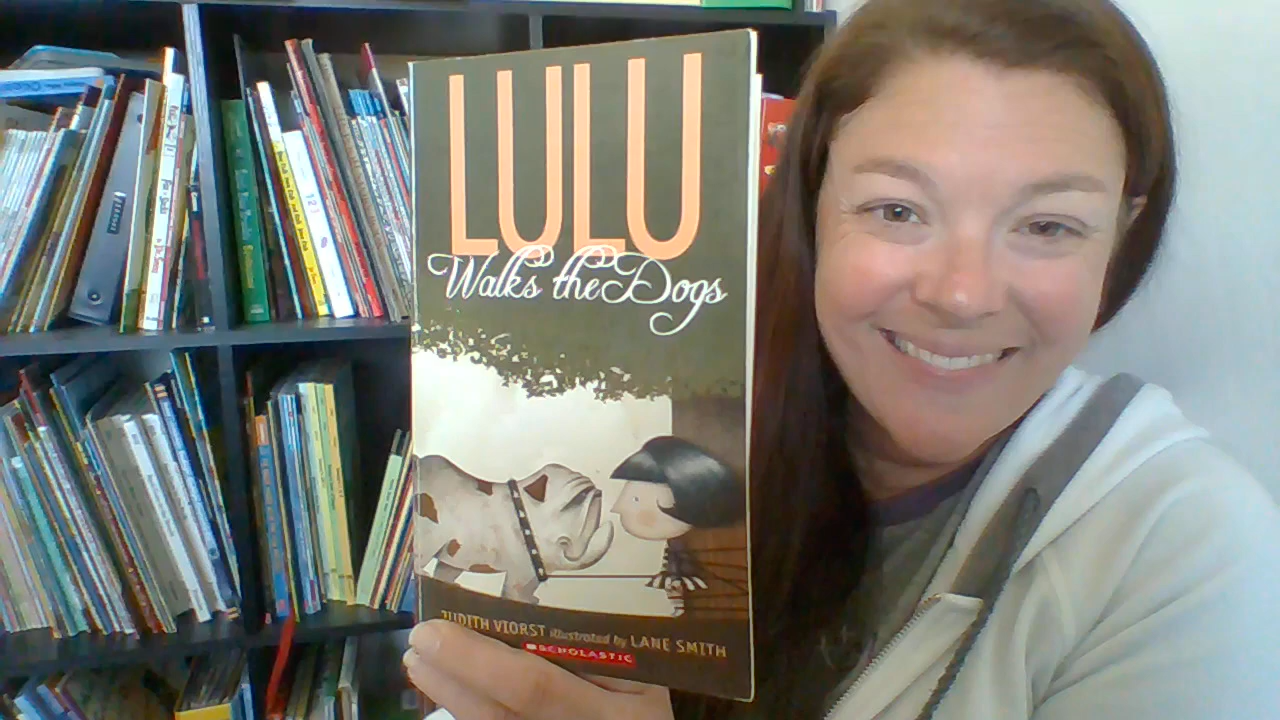 LULU
Walks the Dogs
JUDITH VIORST illustrated by LANE SMITH
SCHOLASTIC